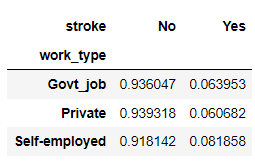 stroke No Yes
work_type
Govt_job 0.936047 0.063953
Private 0.939318 0.060682
Self-employed 0.918142 0.081858